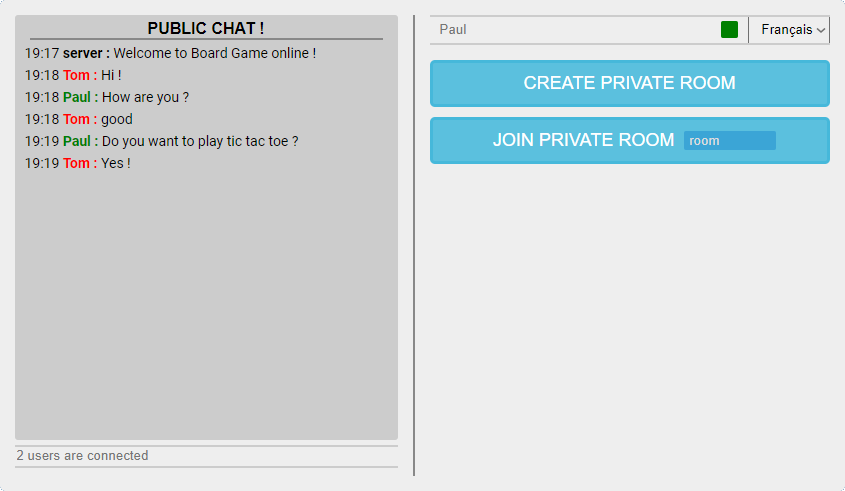 PUBLIC CHAT !
19:17 server : Welcome to Board Game online !
19:18 Tom : Hi !
19:18 Paul : How are you ?
19:18 Tom : good
19:19 Paul : Do you want to play tic tac toe ?
19:19 Tom : Yes !
2 users are connected
Paul
Français
CREATE PRIVATE ROOM
JOIN PRIVATE ROOM room